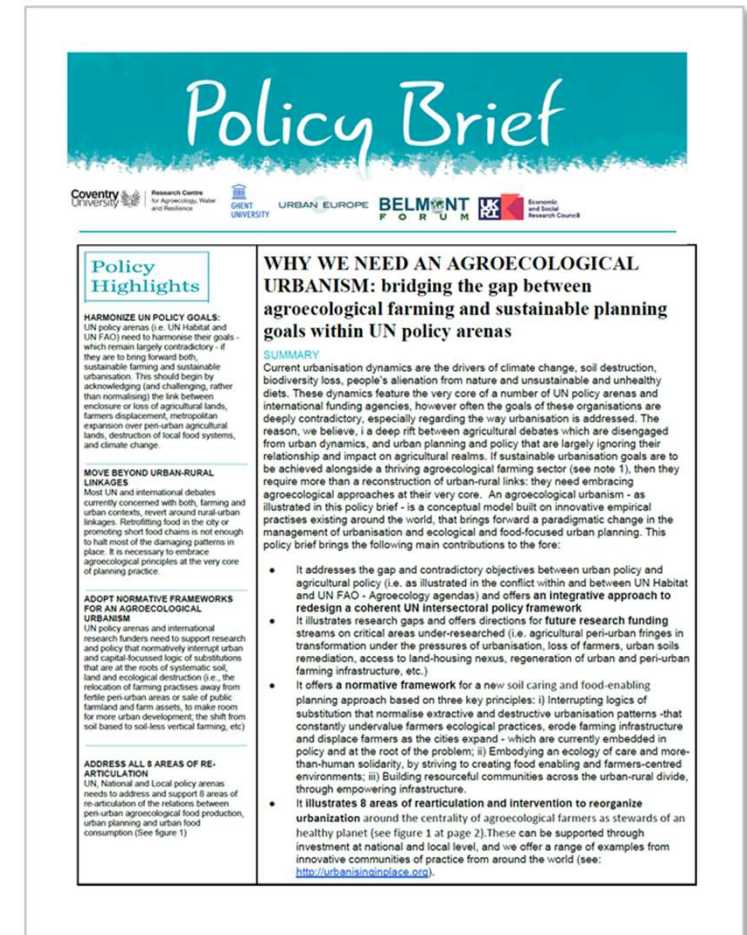 Policy Brief
Coventry
University
Research Centre
for Agroecology, Water
and Resilience
GHENT
UNIVERSITY
URBAN EUROPE
BELMONT
FORUM
UKRI
Economic
and Social
Research Council
Policy
Highlights
HARMONIZE UN POLICY GOALS:
UN policy arenas (i.e. UN Habitat
and UN FAO) need to harmonise their goals -
which remain largely contradictory - if
they are to bring forward both,
sustainable farming and sustainable
urbanisation. This should begin by
acknowledging (and challenging, rather
than normalising) the link between
enclosure or loss of agricultural lands,
farmers displacement, metropolitan
expansion over peri-urban agricultural
lands, destruction of local food systems,
and climate change.
MOVE BEYOND URBAN-RURAL
LINKAGES
Most UN and international debates
currently concerned with both, farming and
urban contexts, revert around rural-urban
linkages. Retrofitting food in the city or
promoting short food chains is not enough
to halt most of the damaging patterns in
place. It is necessary to embrace
agroecological principles at the very core
of planning practice.
ADOPT NORMATIVE FRAMEWORKS
FOR AN AGROECOLOGICAL
URBANISM
UN policy arenas and international
research funders need to support research
and policy that normatively interrupt urban
and capital-focussed logic of substitutions
that are at the roots of systematic soil,
land and ecological destruction (i.e., the
relocation of farming practises away from
fertile peri-urban areas or sale of public
farmland and farm assets, to make room
for more urban development; the shift from
soil based to soil-less vertical farming, etc)
ADDRESS ALL 8 AREAS OF RE-
ARTICULATION
UN, National and Local policy arenas
needs to address and support 8 areas of
re-articulation of the relations between
peri-urban agroecological food production,
urban planning and urban food
consumption (See figure 1)
WHY WE NEED AN AGROECOLOGICAL
URBANISM: bridging the gap between
agroecological farming and sustainable planning
goals within UN policy arenas
SUMMARY
Current urbanisation dynamics are the drivers of climate change, soil destruction,
biodiversity loss, people's alienation from nature and unsustainable and unhealthy
diets. These dynamics feature the very core of a number of UN policy arenas and
international funding agencies, however often the goals of these organisations are
deeply contradictory, especially regarding the way urbanisation is addressed. The
reason, we believe, i a deep rift between agricultural debates which are disengaged
from urban dynamics, and urban planning and policy that are largely ignoring their
relationship and impact on agricultural realms. If sustainable urbanisation goals are to
be achieved alongside a thriving agroecological farming sector (see note 1), then they
require more than a reconstruction of urban-rural links: they need embracing
agroecological approaches at their very core. An agroecological urbanism - as
illustrated in this policy brief - is a conceptual model built on innovative empirical
practises existing around the world, that brings forward a paradigmatic change in the
management of urbanisation and ecological and food-focused urban planning. This
policy brief brings the following main contributions to the fore:
• It addresses the gap and contradictory objectives between urban policy and
agricultural policy (i.e. as illustrated in the conflict within and between UN Habitat
and UN FAO - Agroecology agendas) and offers an integrative approach to
redesign a coherent UN intersectoral policy framework
• It illustrates research gaps and offers directions for future research funding
streams on critical areas under-researched (i.e. agricultural peri-urban fringes in
transformation under the pressures of urbanisation, loss of farmers, urban soils
remediation, access to land-housing nexus, regeneration of urban and peri-urban
farming infrastructure, etc.)
• It offers a normative framework for a new soil caring and food-enabling
planning approach based on three key principles: i) Interrupting logics of
substitution that normalise extractive and destructive urbanisation patterns -that
constantly undervalue farmers ecological practices, erode farming infrastructure
and displace farmers as the cities expand - which are currently embedded in
policy and at the root of the problem; ii) Embodying an ecology of care and more-
than-human solidarity, by striving to creating food enabling and farmers-centred
environments; iii) Building resourceful communities across the urban-rural divide,
through empowering infrastructure.
• It illustrates 8 areas of rearticulation and intervention to reorganize
urbanization around the centrality of agroecological farmers as stewards of an
healthy planet (see figure 1 at page 2).These can be supported through
investment at national and local level, and we offer a range of examples from
innovative communities of practice from around the world (see:
http://urbanisinginplace.org).